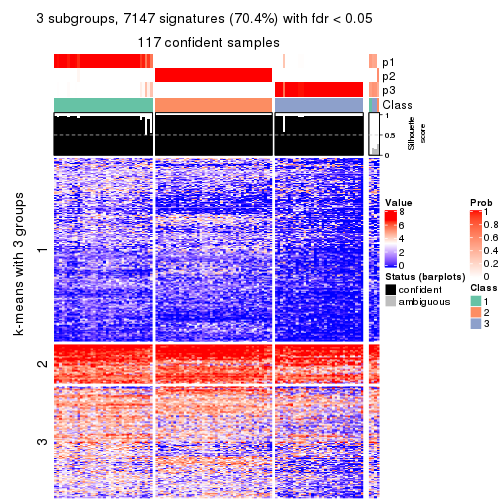 3 subgroups, 7147 signatures (70.4%) with fdr < 0.05
117 confident samples
p1
p2
p3
Class
1
0.5
0
Silhouette
score
k-means with 3 groups
1
2
3
Value
8
6
4
2
0
Status (barplots)
confident
ambiguous
Prob
1
0.8
0.6
0.4
0.2
0
Class
1
2
3